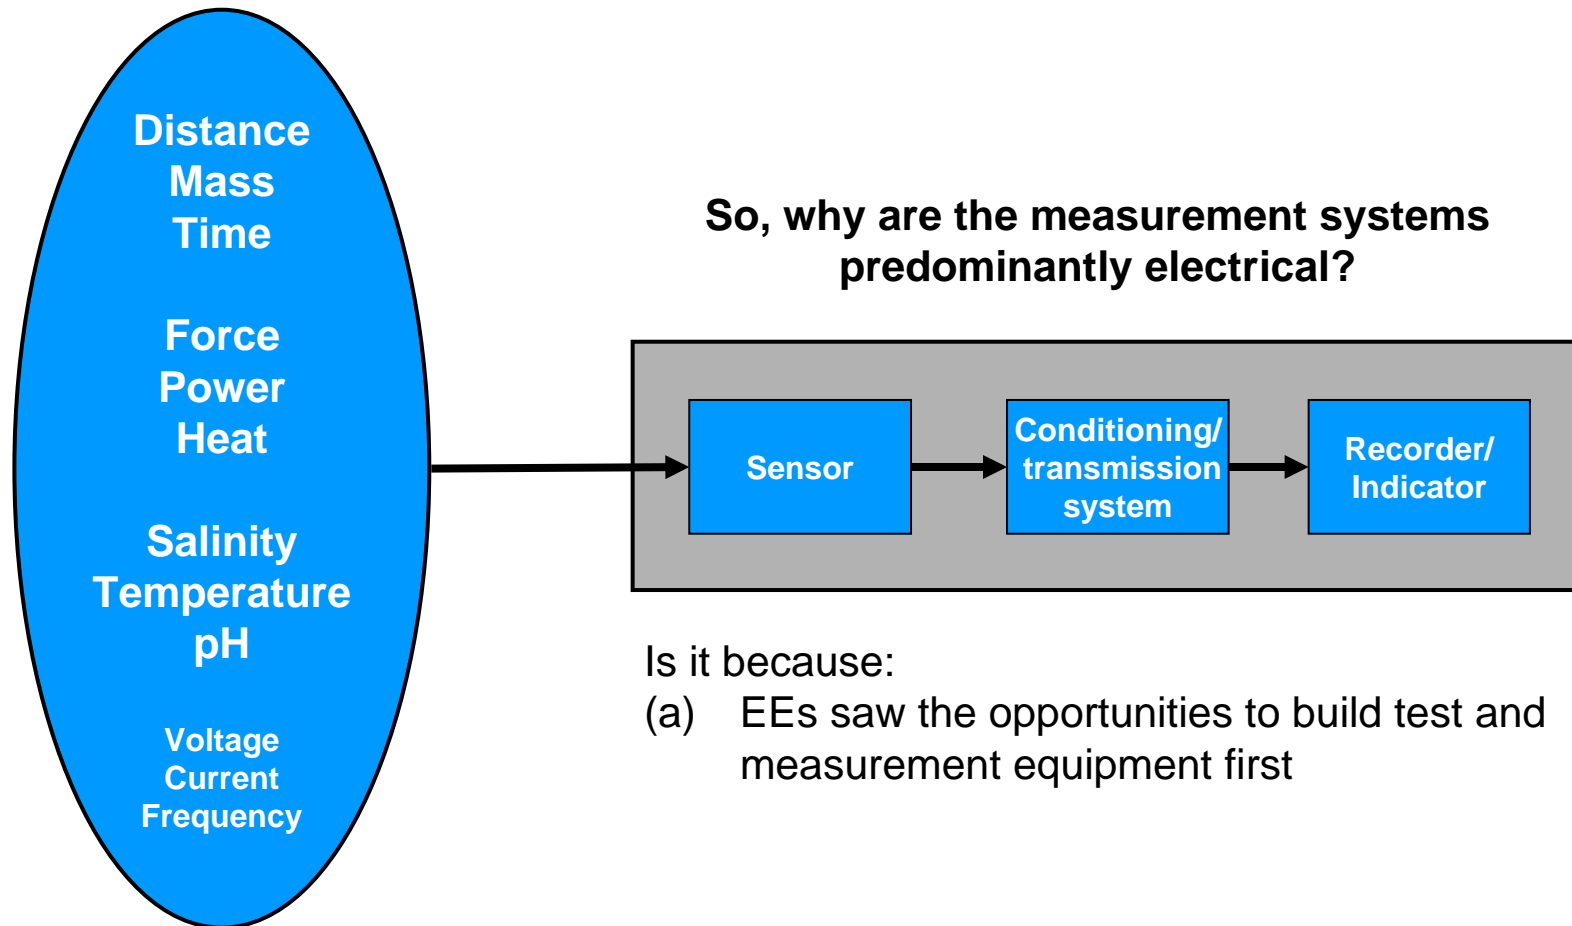 Distance
Mass
Time
Force
Power
Heat
Salinity
Temperature
pH
Voltage
Current
Frequency
So, why are the measurement systems
predominantly electrical?
Sensor
Conditioning/
transmission
system
Recorder/
Indicator
Is it because:
(a) EEs saw the opportunities to build test and
measurement equipment first